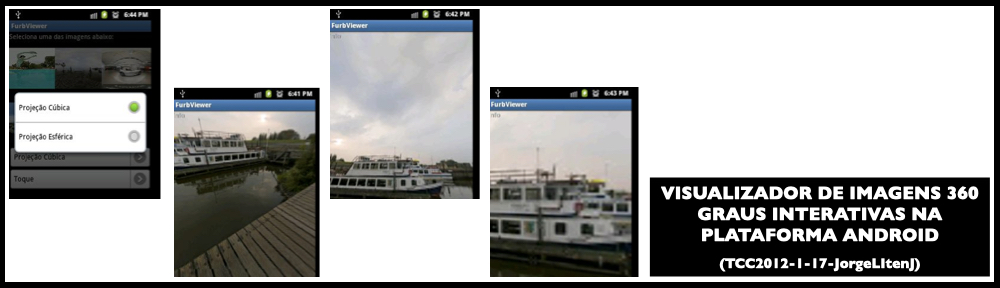 6:44 PM
FurbViewer
Seleciona uma das imagens abaixo:
Projeção Cúbica
Projeção Esférica
Projeção Cúbica
Toque
6:41 PM
FurbViewer
6:42 PM
FurbViewer
6:43 PM
FurbViewer
VISUALIZADOR DE IMAGENS 360
GRAUS INTERATIVAS NA
PLATAFORMA ANDROID
(TCC2012-1-17-JorgeLItenJ)